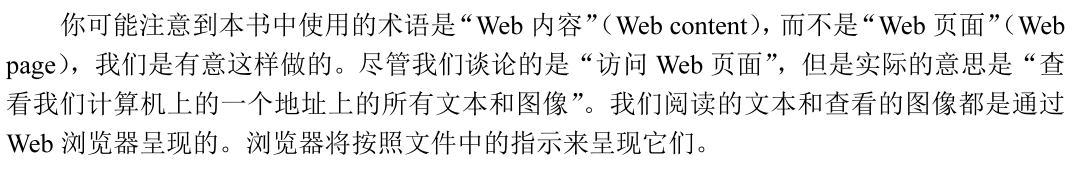 你可能注意到本书中使用的术语是“Web 内容”（Web content），而不是“Web 页面”（Web
page），我们是有意这样做的。尽管我们谈论的是“访问 Web 页面”，但是实际的意思是“查
看我们计算机上的一个地址上的所有文本和图像”。我们阅读的文本和查看的图像都是通过
Web 浏览器呈现的。浏览器将按照文件中的指示来呈现它们。